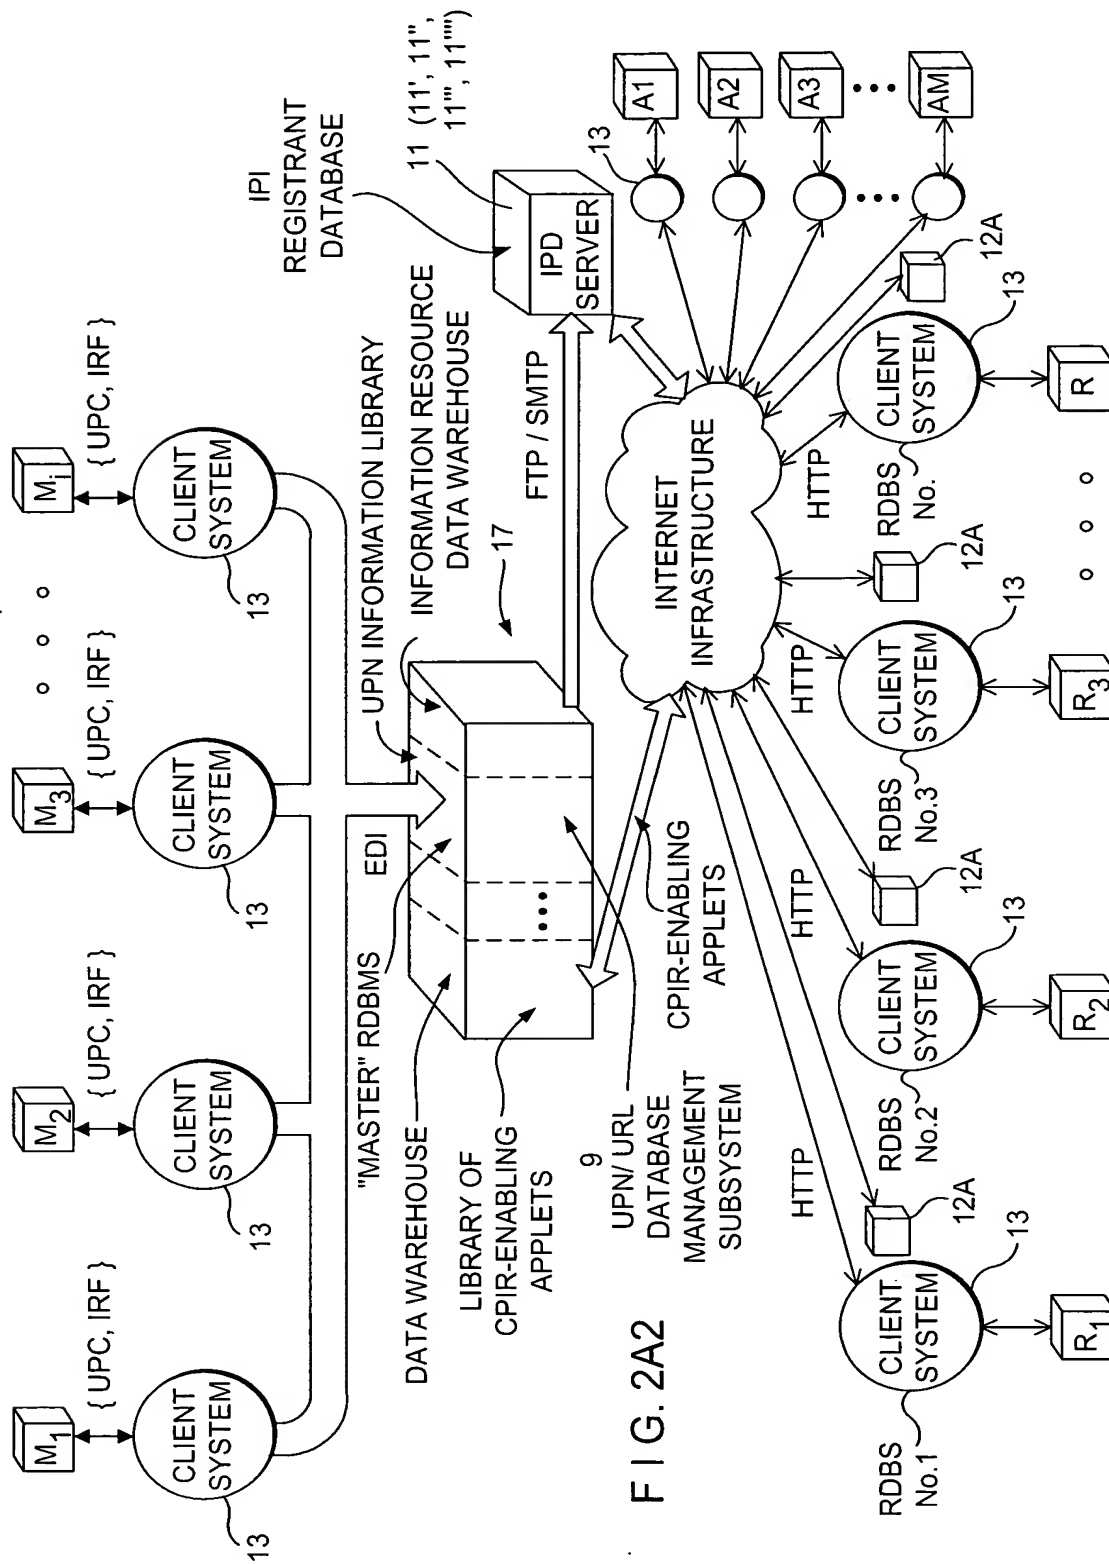 M1
M2
M3
Mi
{ UPC, IRF }
{ UPC, IRF }
{ UPC, IRF }
{ UPC, IRF }
CLIENT
SYSTEM
CLIENT
SYSTEM
CLIENT
SYSTEM
CLIENT
SYSTEM
13
13
13
13
EDI
DATA WAREHOUSE
"MASTER" RDBMS
UPN INFORMATION LIBRARY
INFORMATION RESOURCE
DATA WAREHOUSE
17
IPI
REGISTRANT
DATABASE
11 (11', 11",
11''', 11'''')
IPD
SERVER
FTP / SMTP
LIBRARY OF
CPIR-ENABLING
APPLETS
9
UPN/ URL
DATABASE
MANAGEMENT
SUBSYSTEM
CPIR-ENABLING
APPLETS
INTERNET
INFRASTRUCTURE
13
A1
A2
A3
AM
HTTP
HTTP
HTTP
HTTP
12A
12A
12A
12A
RDBS
No.1
CLIENT
SYSTEM
13
RDBS
No.2
CLIENT
SYSTEM
13
RDBS
No.3
CLIENT
SYSTEM
13
RDBS
No.
CLIENT
SYSTEM
13
R1
R2
R3
R
FIG. 2A2